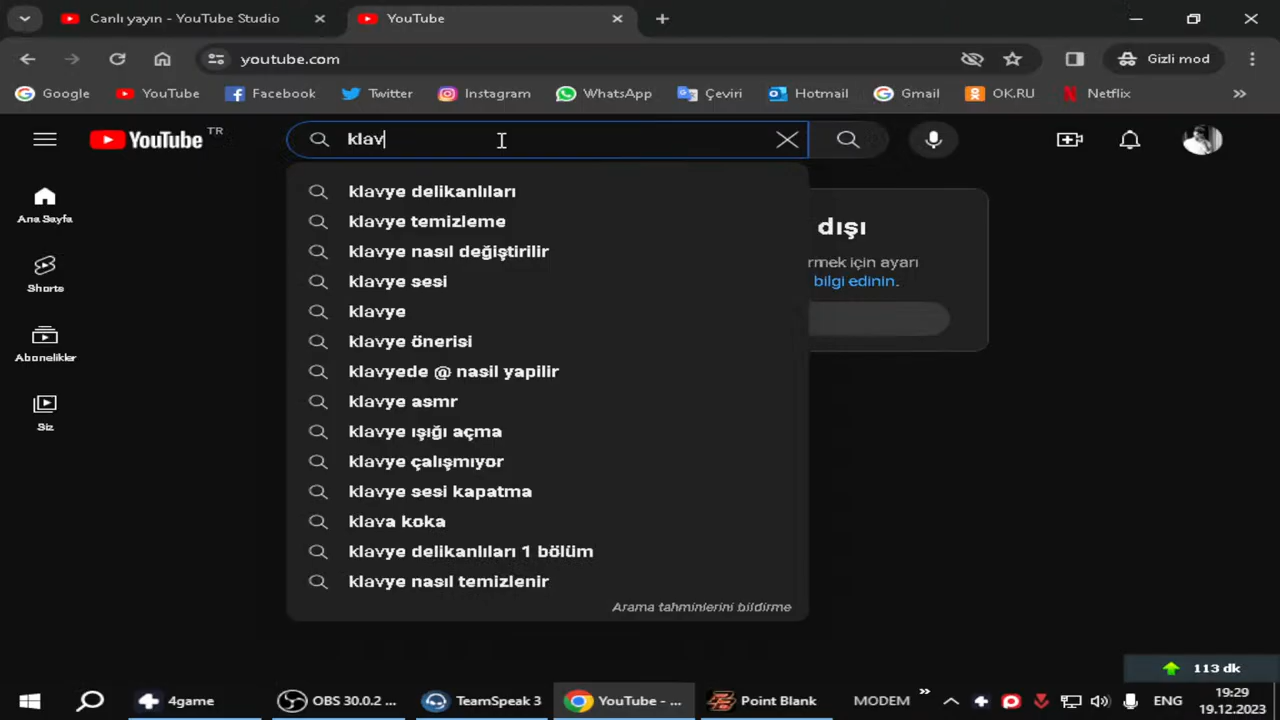 Canlı yayın - YouTube Studio
YouTube
youtube.com
Gizli mod
Google
YouTube
Facebook
Twitter
Instagram
WhatsApp
Çeviri
Hotmail
Gmail
OK.RU
Netflix
YouTube TR
klav
Ana Sayfa
Shorts
Abonelikler
Siz
klavye delikanlıları
klavye temizleme
klavye nasıl değiştirilir
klavye sesi
klavye
klavye önerisi
klavyede @ nasil yapilir
klavye asmr
klavye ışığı açma
klavye çalışmıyor
klavye sesi kapatma
klava koka
klavye delikanlıları 1 bölüm
klavye nasıl temizlenir
Arama tahminlerini bildirme
dışı
rmek için ayarı
bilgi edinin.
113 dk
4game
OBS 30.0.2 ...
TeamSpeak 3
YouTube - ...
Point Blank
MODEM
ENG
19:29
19.12.2023